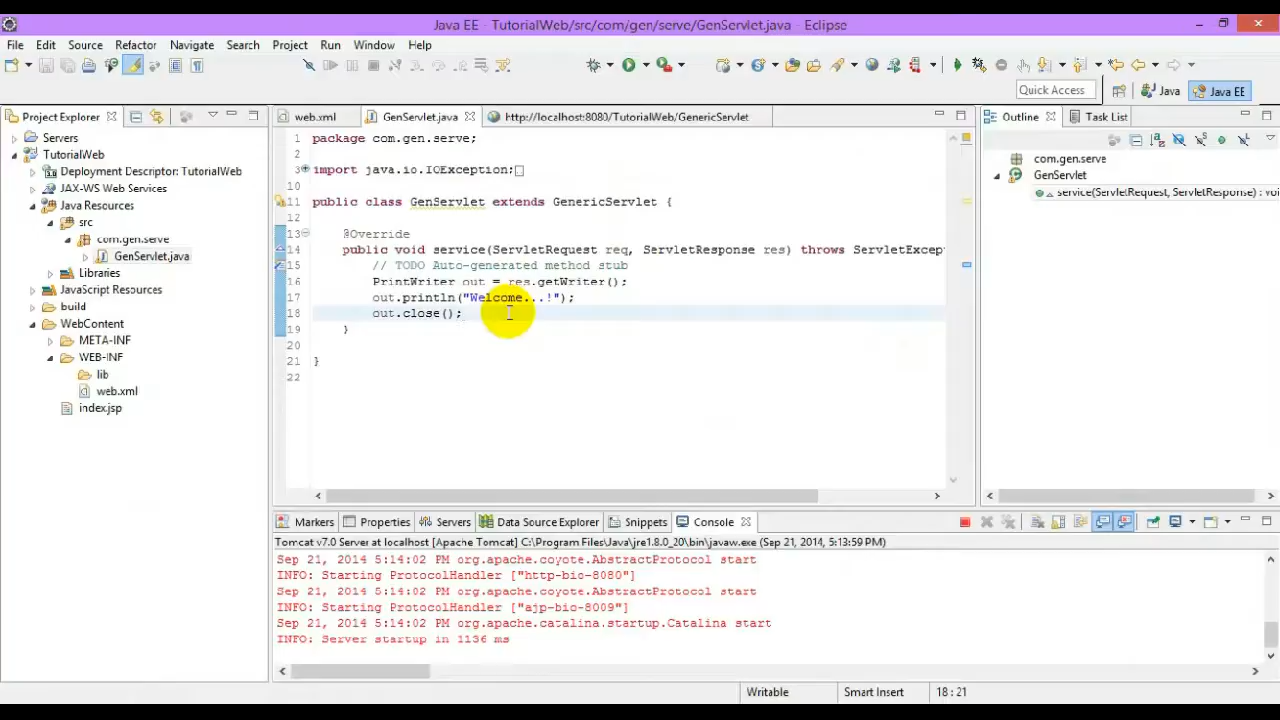 Java EE - TutorialWeb/src/com/gen/serve/GenServlet.java - Eclipse
File Edit Source Refactor Navigate Search Project Run Window Help
Quick Access Java Java EE
Project Explorer
Servers
TutorialWeb
Deployment Descriptor: TutorialWeb
JAX-WS Web Services
Java Resources
src
com.gen.serve
GenServlet.java
Libraries
JavaScript Resources
build
WebContent
META-INF
WEB-INF
lib
web.xml
index.jsp
web.xml GenServlet.java http://localhost:8080/TutorialWeb/GenericServlet
1 package com.gen.serve;
2
3 import java.io.IOException;
10
11 public class GenServlet extends GenericServlet {
12
13 @Override
14 public void service(ServletRequest req, ServletResponse res) throws ServletExcep
15 // TODO Auto-generated method stub
16 PrintWriter out = res.getWriter();
17 out.println("Welcome...!");
18 out.close();
19 }
20
21 }
22
Outline Task List
com.gen.serve
GenServlet
service(ServletRequest, ServletResponse) : voi
Markers Properties Servers Data Source Explorer Snippets Console
Tomcat v7.0 Server at localhost [Apache Tomcat] C:\Program Files\Java\jre1.8.0_20\bin\javaw.exe (Sep 21, 2014, 5:13:59 PM)
Sep 21, 2014 5:14:02 PM org.apache.coyote.AbstractProtocol start
INFO: Starting ProtocolHandler ["http-bio-8080"]
Sep 21, 2014 5:14:02 PM org.apache.coyote.AbstractProtocol start
INFO: Starting ProtocolHandler ["ajp-bio-8009"]
Sep 21, 2014 5:14:02 PM org.apache.catalina.startup.Catalina start
INFO: Server startup in 1136 ms
Writable Smart Insert 18 : 21